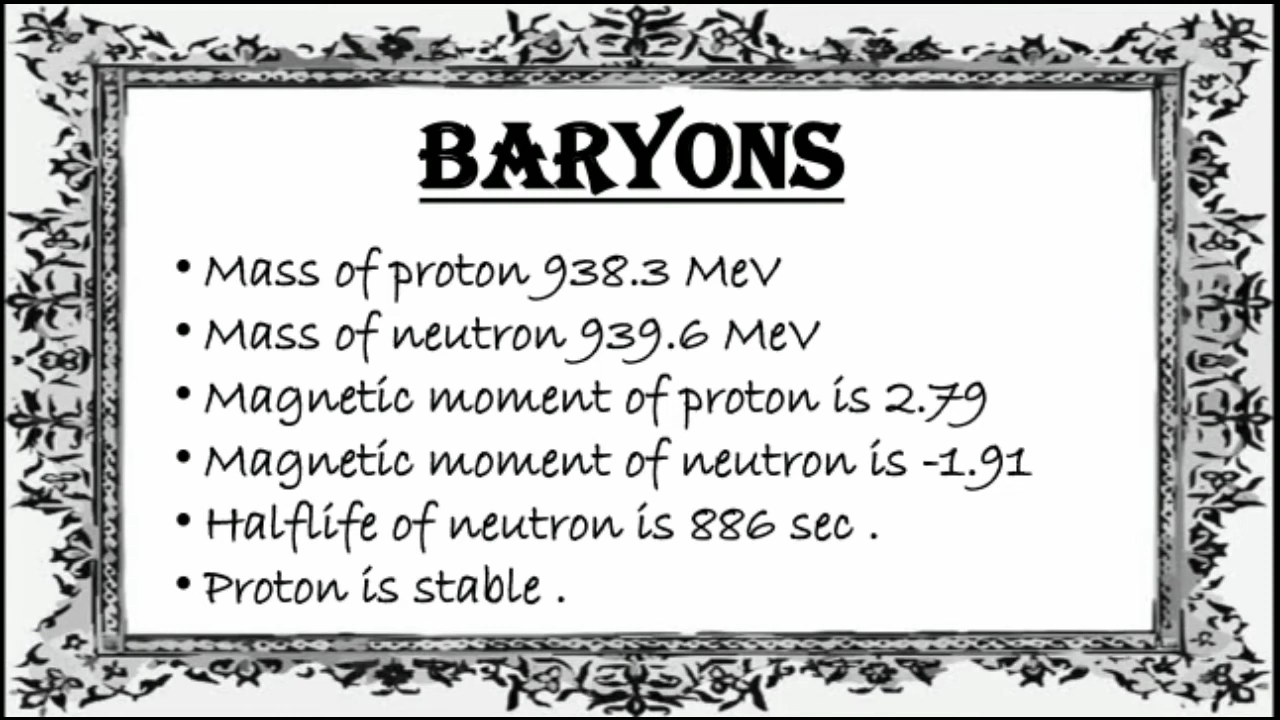 BARYONS
• Mass of proton 938.3 MeV
• Mass of neutron 939.6 MeV
• Magnetic moment of proton is 2.79
• Magnetic moment of neutron is -1.91
• Halflife of neutron is 886 sec .
• Proton is stable .